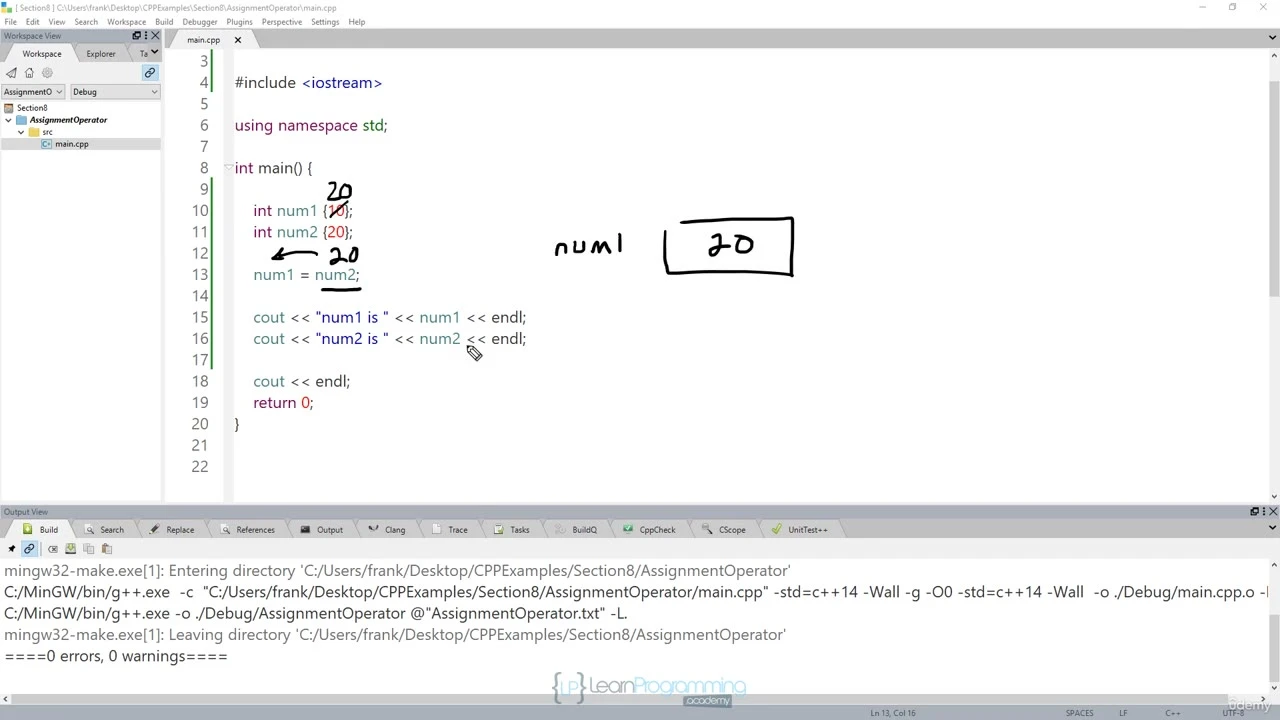 [ Section8 ] C:\Users\frank\Desktop\CPPExamples\Section8\AssignmentOperator\main.cpp
File Edit View Search Workspace Build Debugger Plugins Perspective Settings Help
Workspace View
Workspace Explorer Ta
AssignmentO Debug
Section8
AssignmentOperator
src
main.cpp
main.cpp
3
4 #include <iostream>
5
6 using namespace std;
7
8 int main() {
20
9
10 int num1 {10};
11 int num2 {20};
12
20
13 num1 = num2;
num1 20
14
15 cout << "num1 is " << num1 << endl;
16 cout << "num2 is " << num2 << endl;
17
18 cout << endl;
19 return 0;
20 }
21
22
Output View
Build Search Replace References Output Clang Trace Tasks BuildQ CppCheck CScope UnitTest++
mingw32-make.exe[1]: Entering directory 'C:/Users/frank/Desktop/CPPExamples/Section8/AssignmentOperator'
C:/MinGW/bin/g++.exe -c "C:/Users/frank/Desktop/CPPExamples/Section8/AssignmentOperator/main.cpp" -std=c++14 -Wall -g -O0 -std=c++14 -Wall -o ./Debug/main.cpp.o -I
C:/MinGW/bin/g++.exe -o ./Debug/AssignmentOperator @"AssignmentOperator.txt" -L.
mingw32-make.exe[1]: Leaving directory 'C:/Users/frank/Desktop/CPPExamples/Section8/AssignmentOperator'
====0 errors, 0 warnings====
{LP} LearnProgramming
.academy
Udemy
Ln 13, Col 16 SPACES LF C++ UTF-8